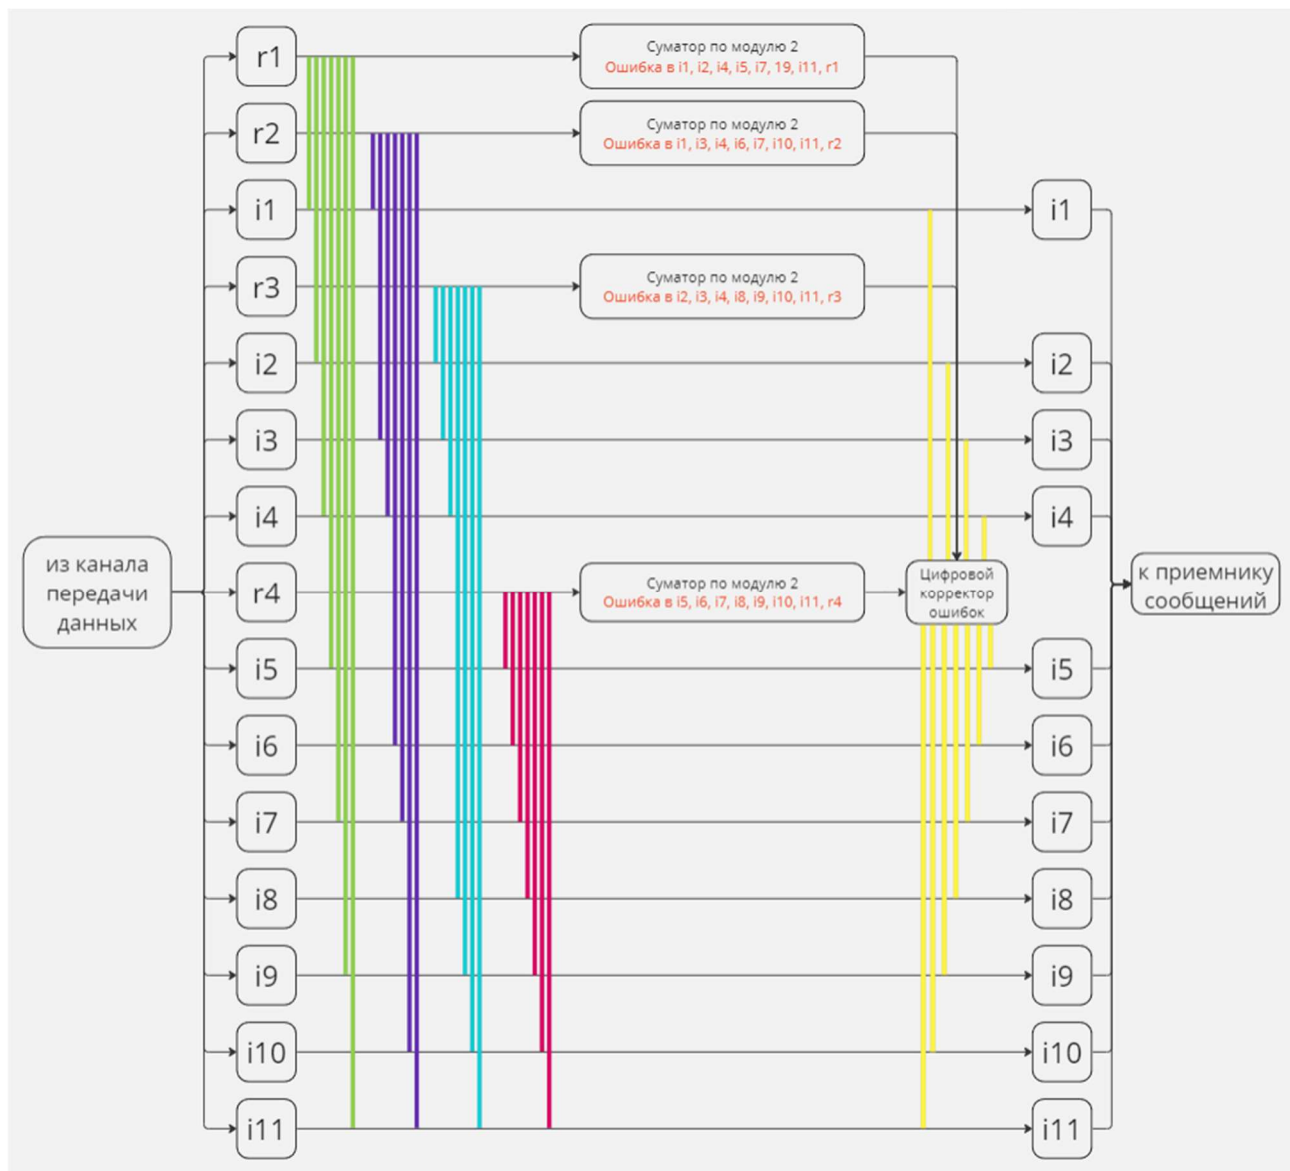 r1
Суматор по модулю 2
Ошибка в i1, i2, i4, i5, i7, 19, i11, r1
r2
Суматор по модулю 2
Ошибка в i1, i3, i4, i6, i7, i10, i11, r2
i1
i1
r3
Суматор по модулю 2
Ошибка в i2, i3, i4, i8, i9, i10, i11, r3
i2
i2
i3
i3
i4
i4
из канала
передачи
данных
r4
Суматор по модулю 2
Ошибка в i5, i6, i7, i8, i9, i10, i11, r4
Цифровой
корректор
ошибок
к приемнику
сообщений
i5
i5
i6
i6
i7
i7
i8
i8
i9
i9
i10
i10
i11
i11